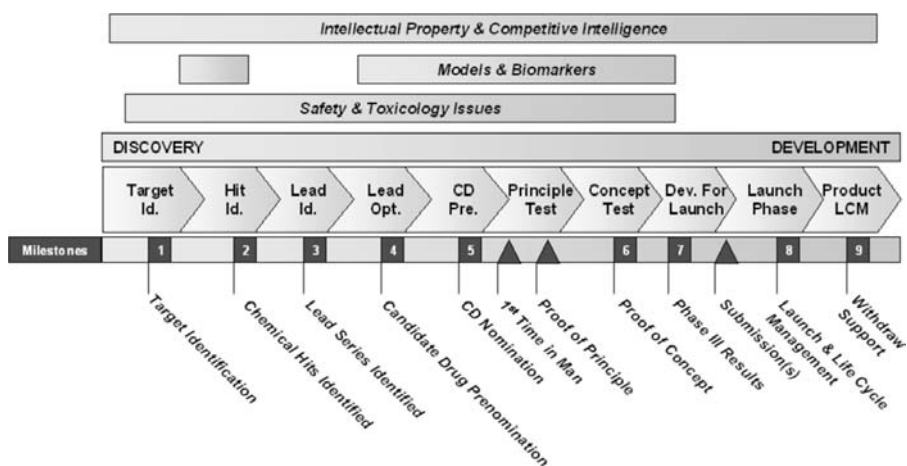 Intellectual Property & Competitive Intelligence
Models & Biomarkers
Safety & Toxicology Issues
DISCOVERY
DEVELOPMENT
Target Id.
Hit Id.
Lead Id.
Lead Opt.
CD Pre.
Principle Test
Concept Test
Dev. For Launch
Launch Phase
Product LCM
Milestones
1
2
3
4
5
6
7
8
9
Target Identification
Chemical Hits Identified
Lead Series Identified
Candidate Drug Prenomination
CD Nomination
1st Time in Man
Proof of Principle
Proof of Concept
Phase III Results
Submission(s)
Launch & Life Cycle
Management
Withdraw
Support